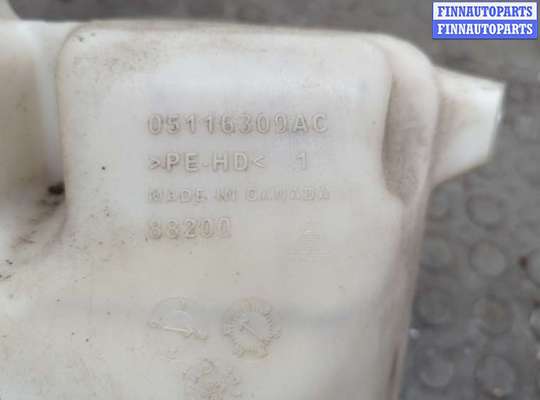 FINNAUTOPARTS
FINNAUTOPARTS
05116309AC
>PE-HD< 1
MADE IN CANADA
88200